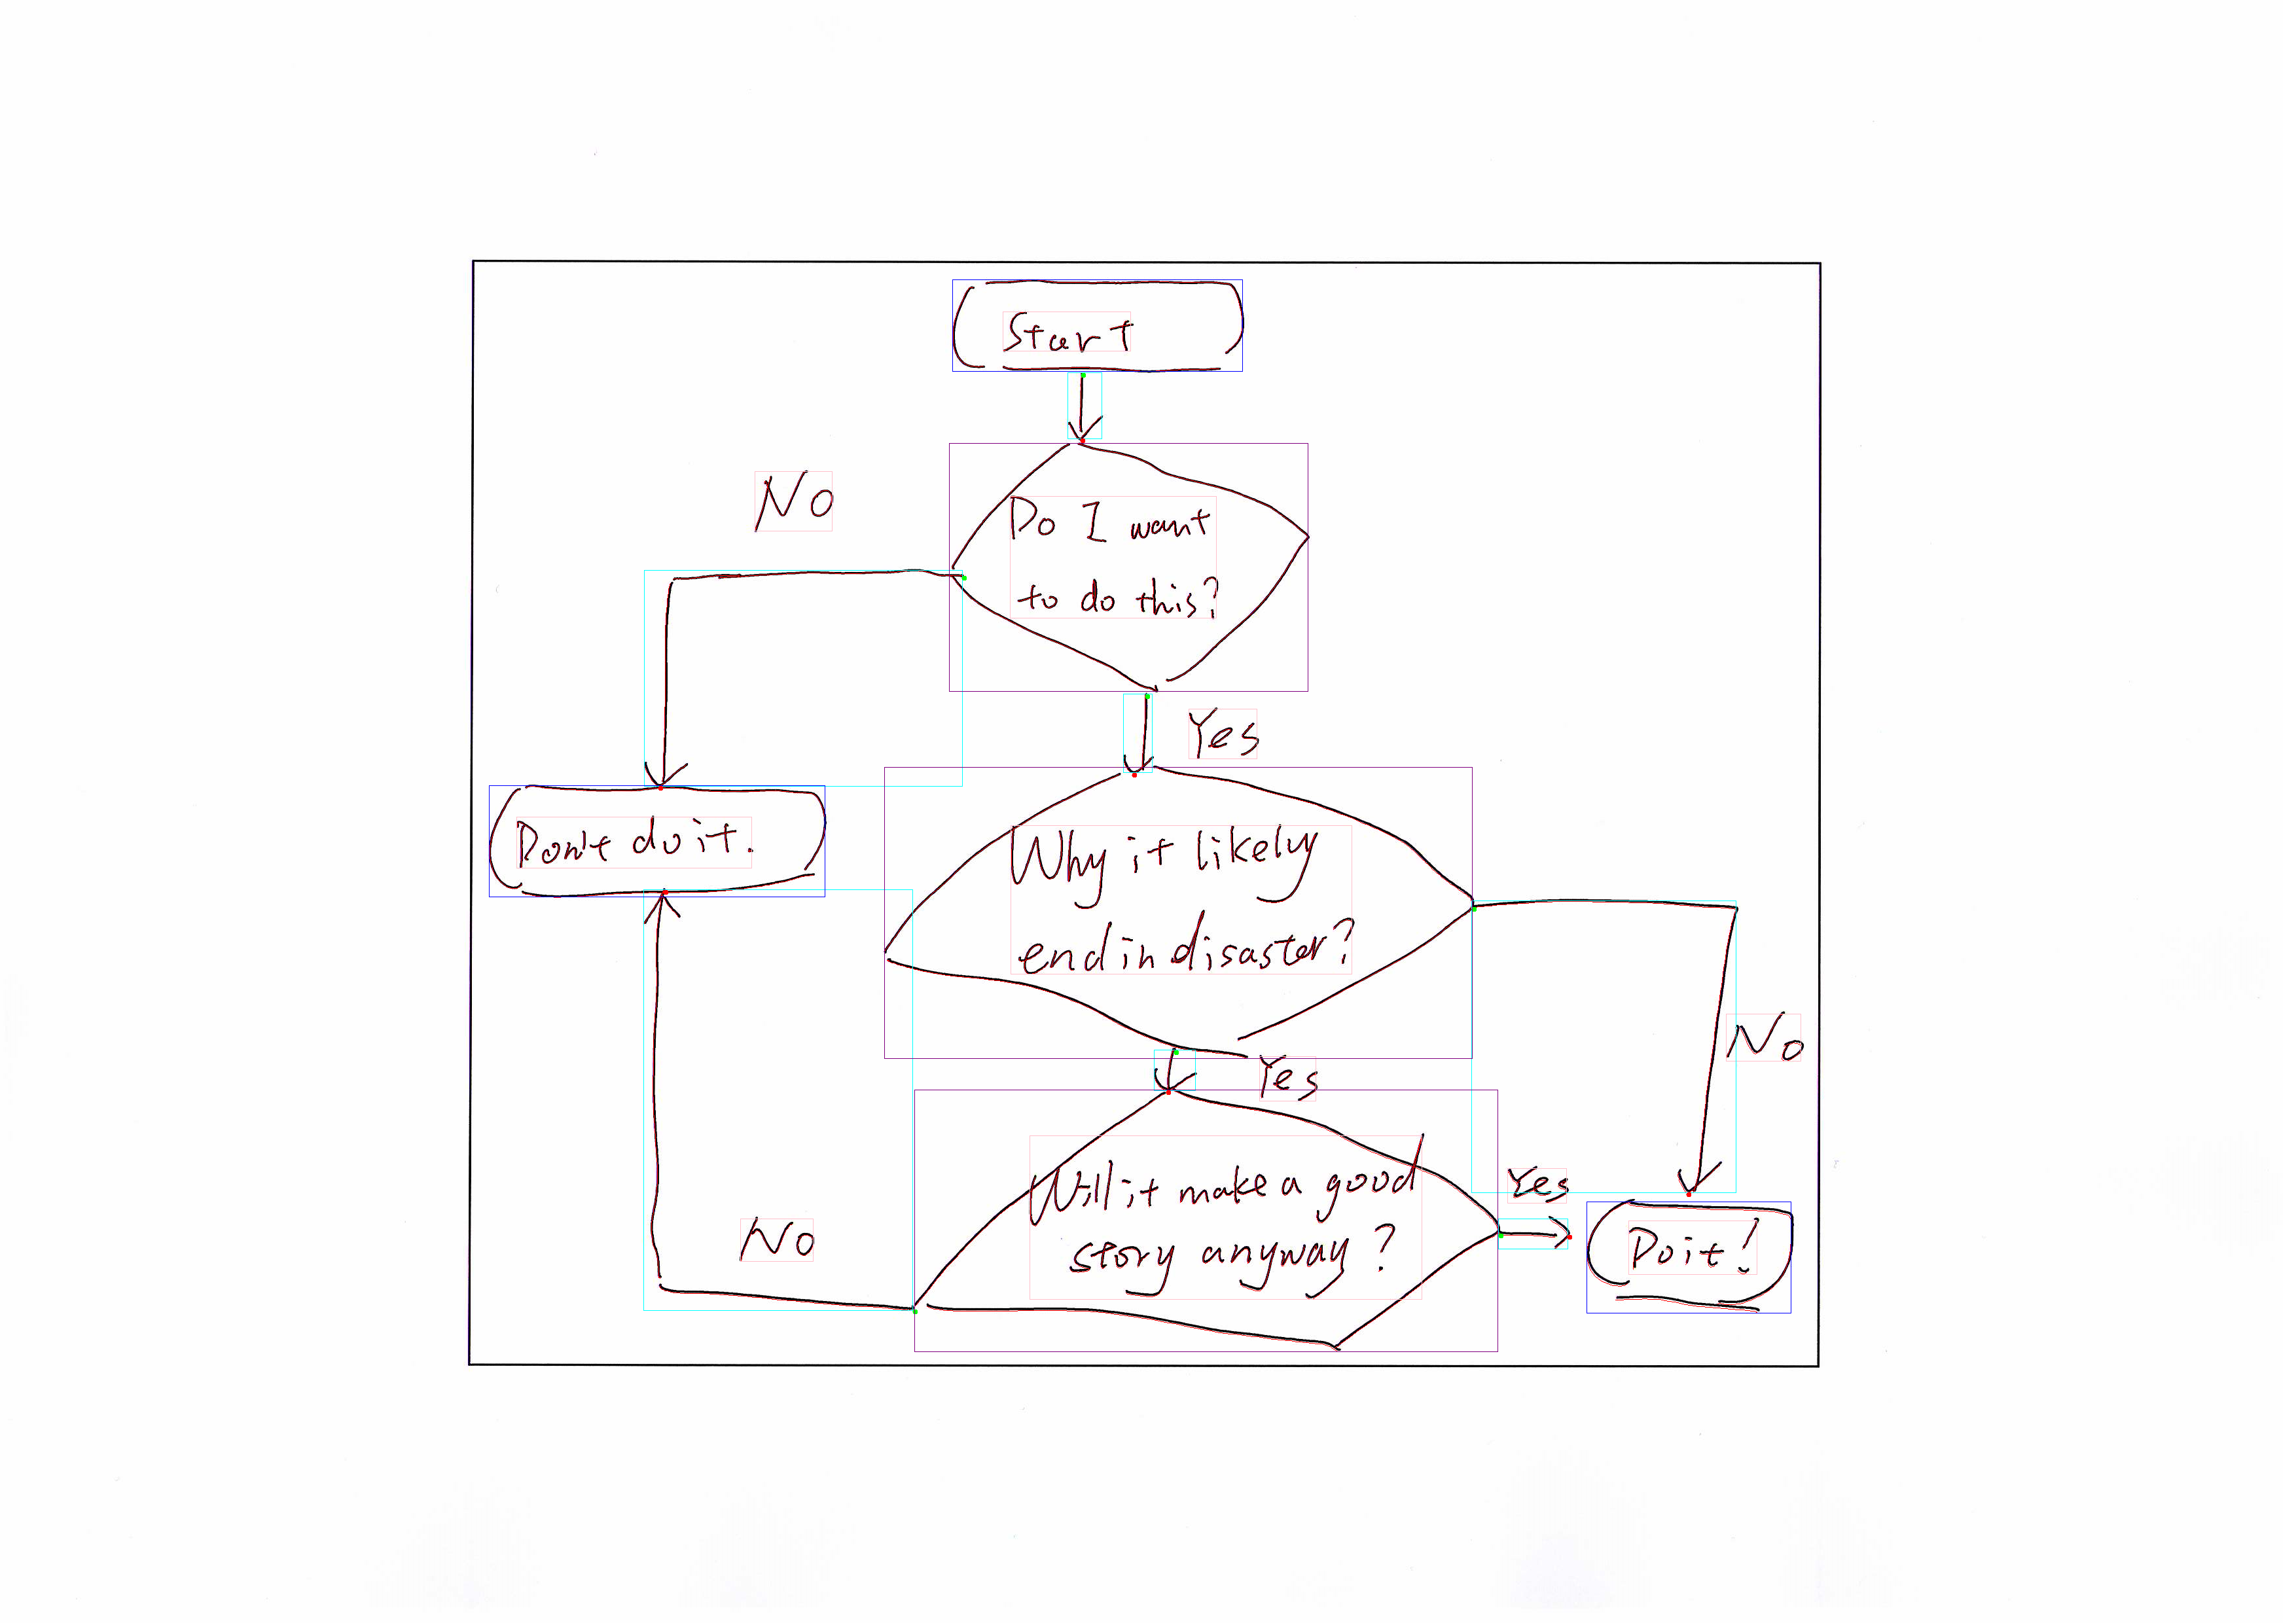 Start
No
Do I want
to do this?
Yes
Don't do it.
Why it likely
end in disaster?
No
Yes
Will it make a good
story anyway?
Yes
No
Do it!